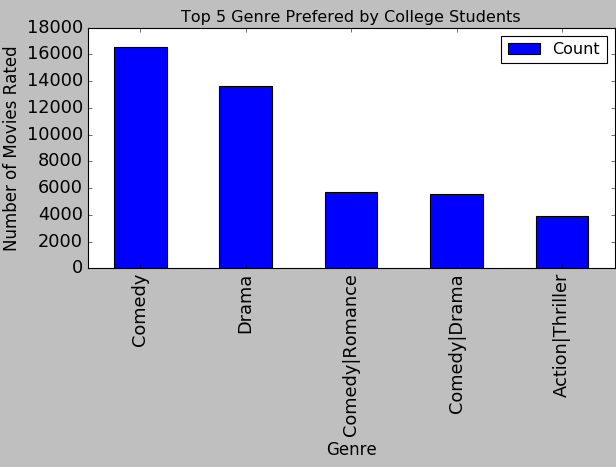 Top 5 Genre Prefered by College Students
Number of Movies Rated
18000
16000
14000
12000
10000
8000
6000
4000
2000
0
Count
Comedy
Drama
Comedy|Romance
Comedy|Drama
Action|Thriller
Genre